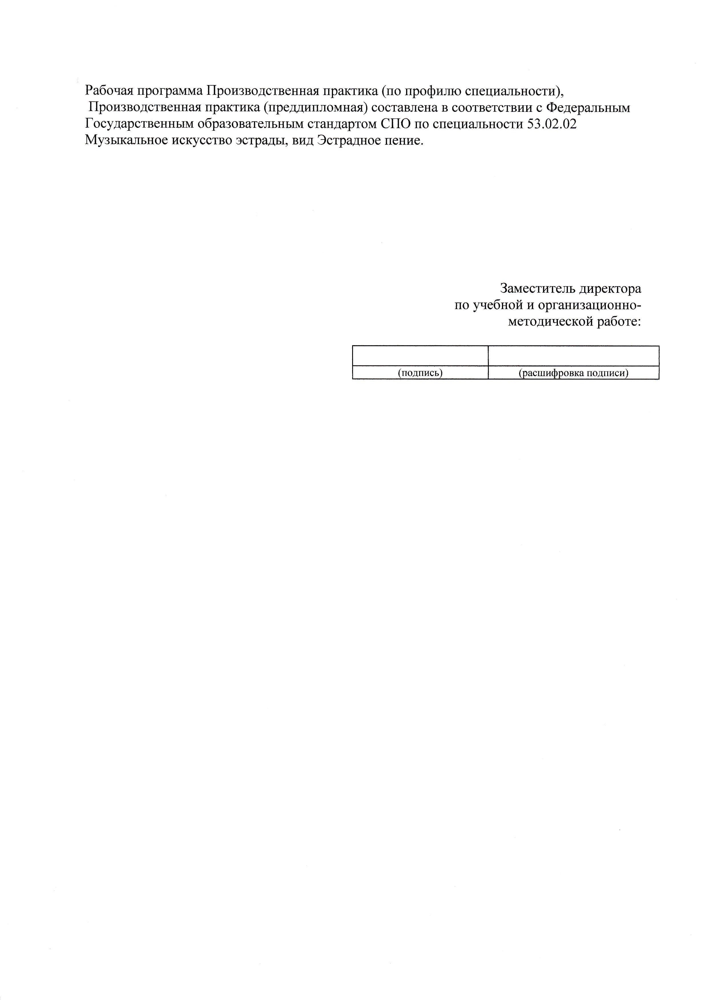 Рабочая программа Производственная практика (по профилю специальности),
Производственная практика (преддипломная) составлена в соответствии с Федеральным
Государственным образовательным стандартом СПО по специальности 53.02.02
Музыкальное искусство эстрады, вид Эстрадное пение.
Заместитель директора
по учебной и организационно-
методической работе:
(подпись) (расшифровка подписи)